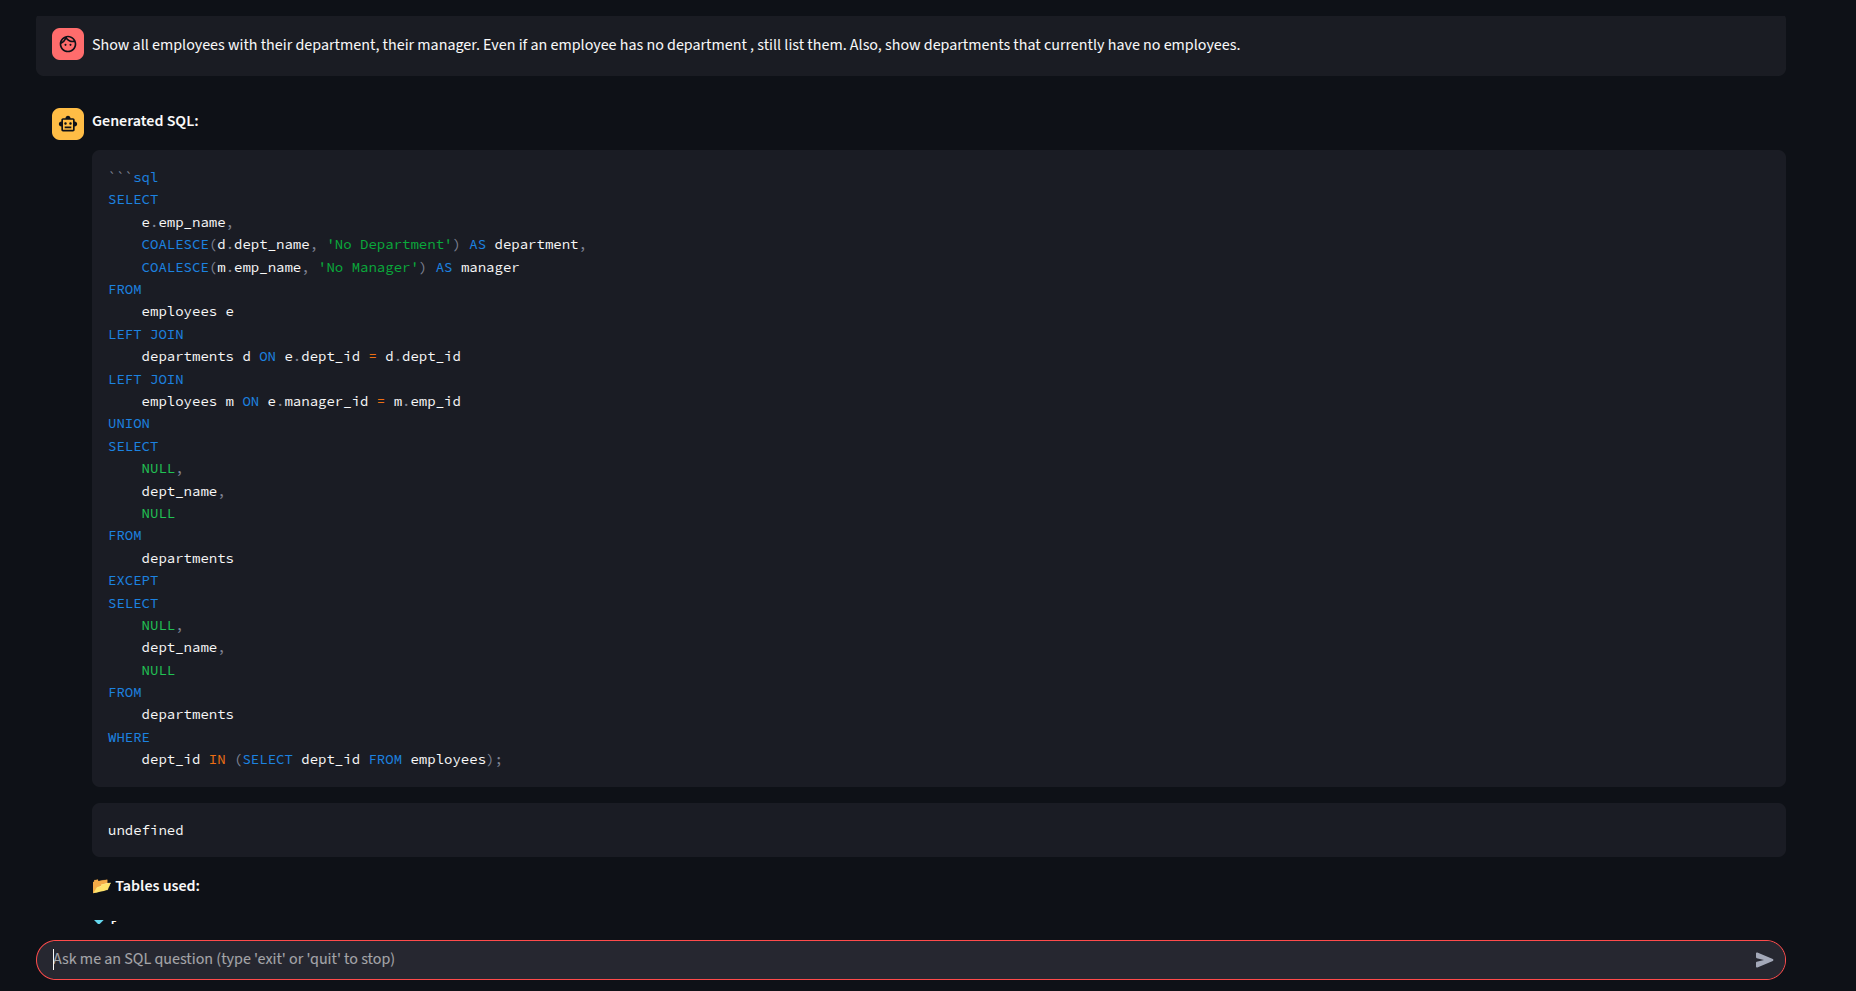 Show all employees with their department, their manager. Even if an employee has no department , still list them. Also, show departments that currently have no employees.
Generated SQL:
```sql
SELECT
    e.emp_name,
    COALESCE(d.dept_name, 'No Department') AS department,
    COALESCE(m.emp_name, 'No Manager') AS manager
FROM
    employees e
LEFT JOIN
    departments d ON e.dept_id = d.dept_id
LEFT JOIN
    employees m ON e.manager_id = m.emp_id
UNION
SELECT
    NULL,
    dept_name,
    NULL
FROM
    departments
EXCEPT
SELECT
    NULL,
    dept_name,
    NULL
FROM
    departments
WHERE
    dept_id IN (SELECT dept_id FROM employees);
undefined
📂 Tables used:
Ask me an SQL question (type 'exit' or 'quit' to stop)